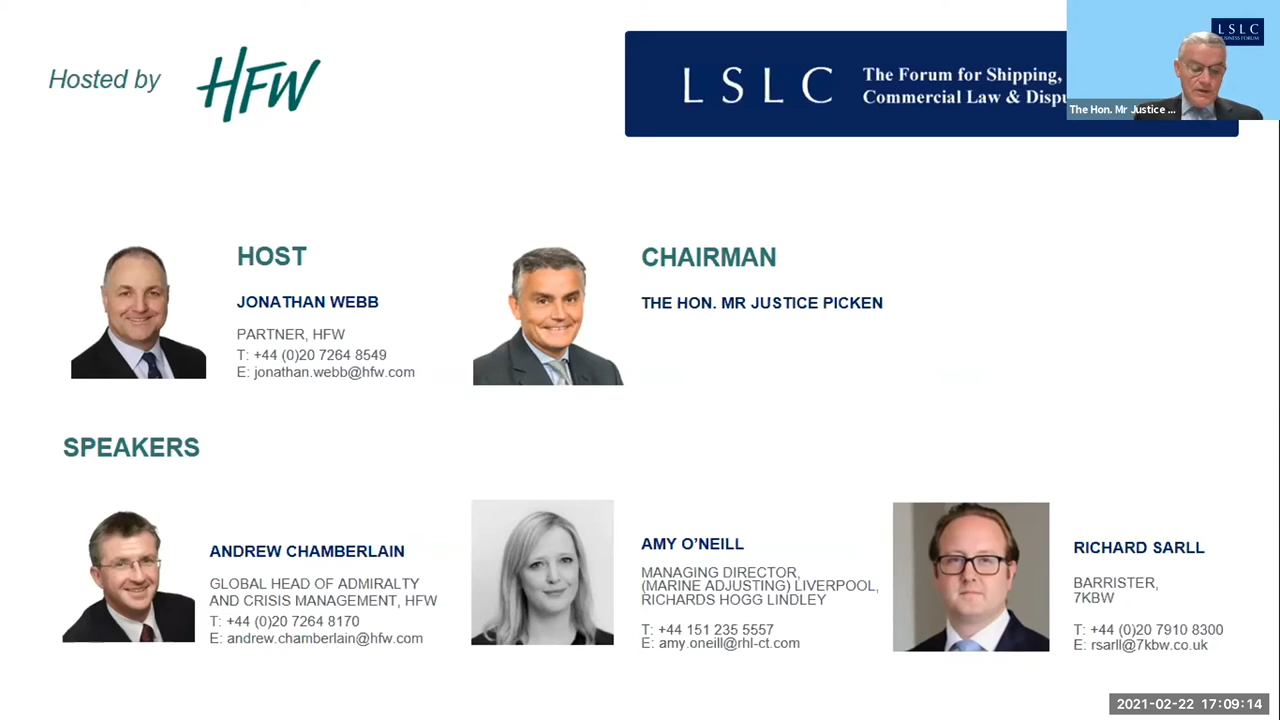 Hosted by
HFW
LSLC
The Forum for Shipping,
Commercial Law &
LSLC
BUSINESS FORUM
The Hon. Mr Justice ...
HOST
JONATHAN WEBB
PARTNER, HFW
T: +44 (0)20 7264 8549
E: jonathan.webb@hfw.com
CHAIRMAN
THE HON. MR JUSTICE PICKEN
SPEAKERS
ANDREW CHAMBERLAIN
GLOBAL HEAD OF ADMIRALTY
AND CRISIS MANAGEMENT, HFW
T: +44 (0)20 7264 8170
E: andrew.chamberlain@hfw.com
AMY O'NEILL
MANAGING DIRECTOR,
(MARINE ADJUSTING) LIVERPOOL,
RICHARDS HOGG LINDLEY
T: +44 151 235 5557
E: amy.oneill@rhl-ct.com
RICHARD SARLL
BARRISTER,
7KBW
T: +44 (0)20 7910 8300
E: rsarll@7kbw.co.uk
2021-02-22 17:09:14